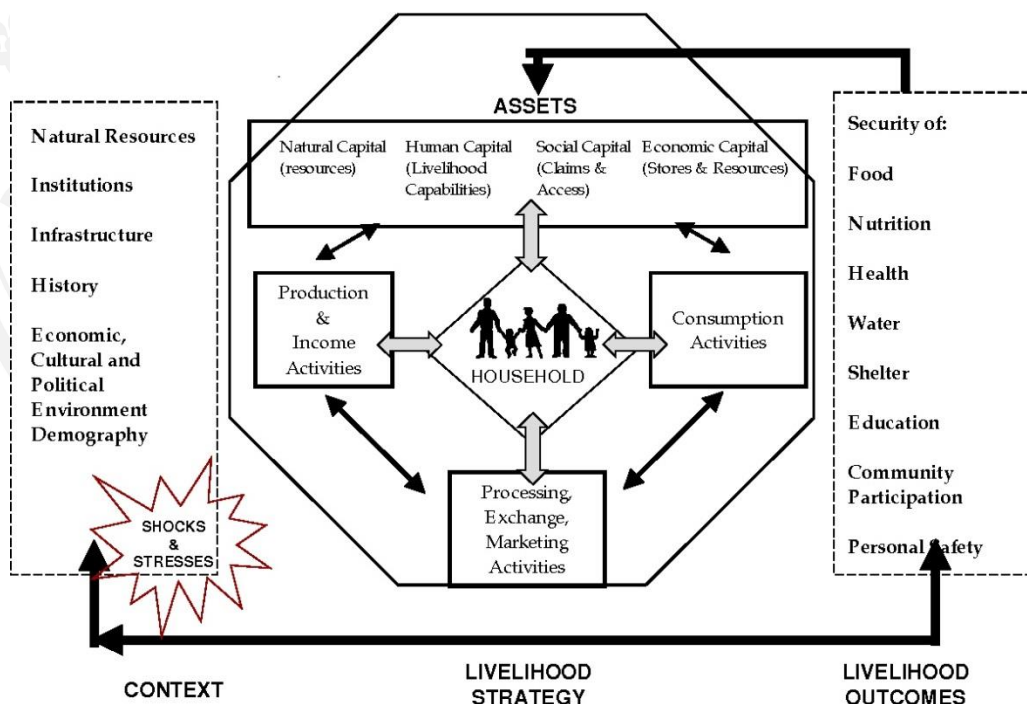 ASSETS
Natural Resources
Institutions
Infrastructure
History
Economic,
Cultural and
Political
Environment
Demography
SHOCKS
&
STRESSES
Natural Capital
(resources)
Human Capital
(Livelihood
Capabilities)
Social Capital
(Claims &
Access)
Economic Capital
(Stores & Resources)
Production
&
Income
Activities
HOUSEHOLD
Consumption
Activities
Processing,
Exchange,
Marketing
Activities
Security of:
Food
Nutrition
Health
Water
Shelter
Education
Community
Participation
Personal Safety
CONTEXT
LIVELIHOOD
STRATEGY
LIVELIHOOD
OUTCOMES